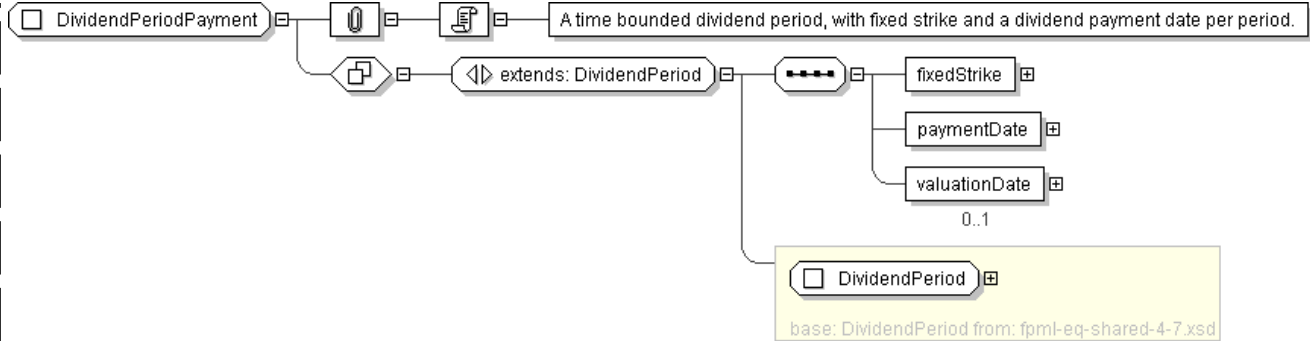 DividendPeriodPayment
A time bounded dividend period, with fixed strike and a dividend payment date per period.
extends: DividendPeriod
fixedStrike
paymentDate
valuationDate
0..1
DividendPeriod
base: DividendPeriod from: fpml-eq-shared-4-7.xsd